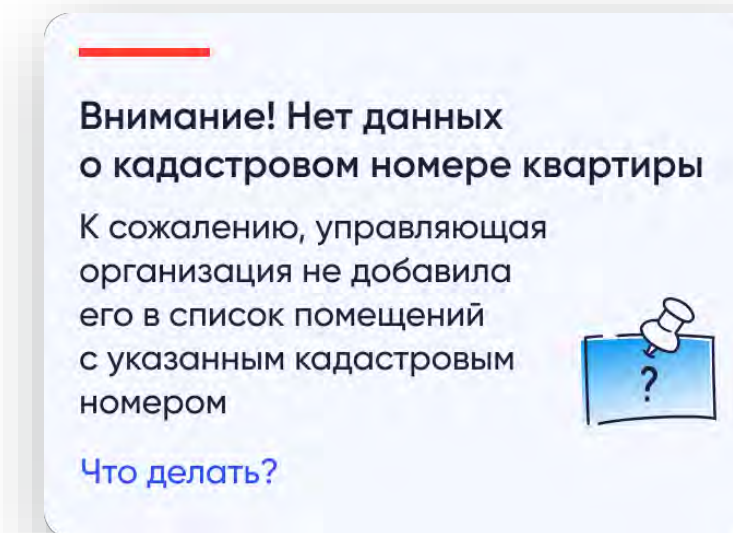 Внимание! Нет данных
о кадастровом номере квартиры
К сожалению, управляющая
организация не добавила
его в список помещений
с указанным кадастровым
номером
?
Что делать?